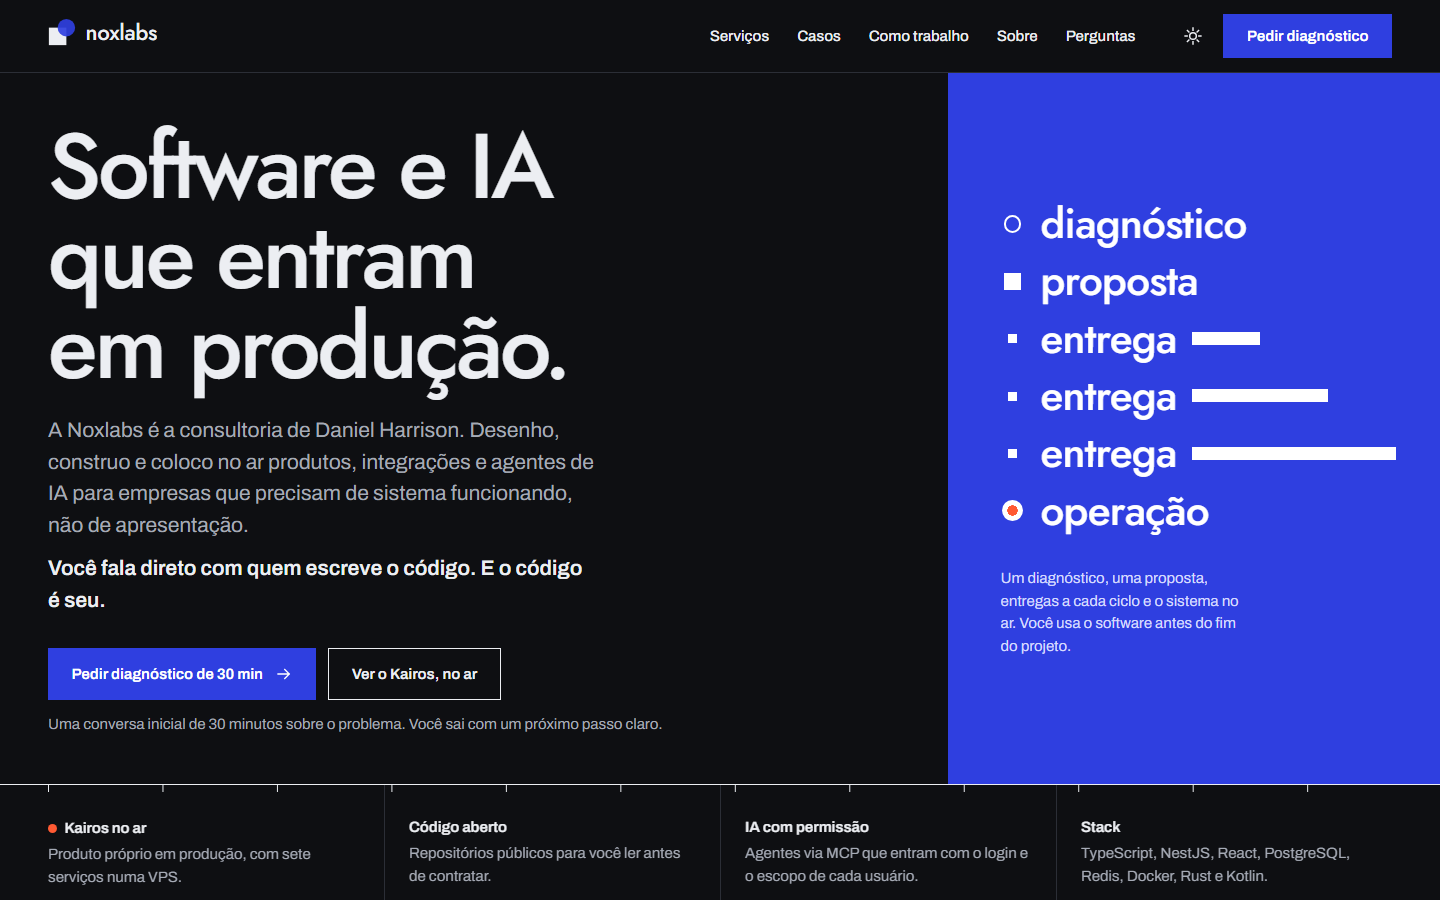 noxlabs
Serviços
Casos
Como trabalho
Sobre
Perguntas
Pedir diagnóstico
Software e IA
que entram
em produção.
A Noxlabs é a consultoria de Daniel Harrison. Desenho,
construo e coloco no ar produtos, integrações e agentes de
IA para empresas que precisam de sistema funcionando,
não de apresentação.
Você fala direto com quem escreve o código. E o código
é seu.
Pedir diagnóstico de 30 min
Ver o Kairos, no ar
Uma conversa inicial de 30 minutos sobre o problema. Você sai com um próximo passo claro.
diagnóstico
proposta
entrega
entrega
entrega
operação
Um diagnóstico, uma proposta,
entregas a cada ciclo e o sistema no
ar. Você usa o software antes do fim
do projeto.
Kairos no ar
Produto próprio em produção, com sete
serviços numa VPS.
Código aberto
Repositórios públicos para você ler antes
de contratar.
IA com permissão
Agentes via MCP que entram com o login e
o escopo de cada usuário.
Stack
TypeScript, NestJS, React, PostgreSQL,
Redis, Docker, Rust e Kotlin.